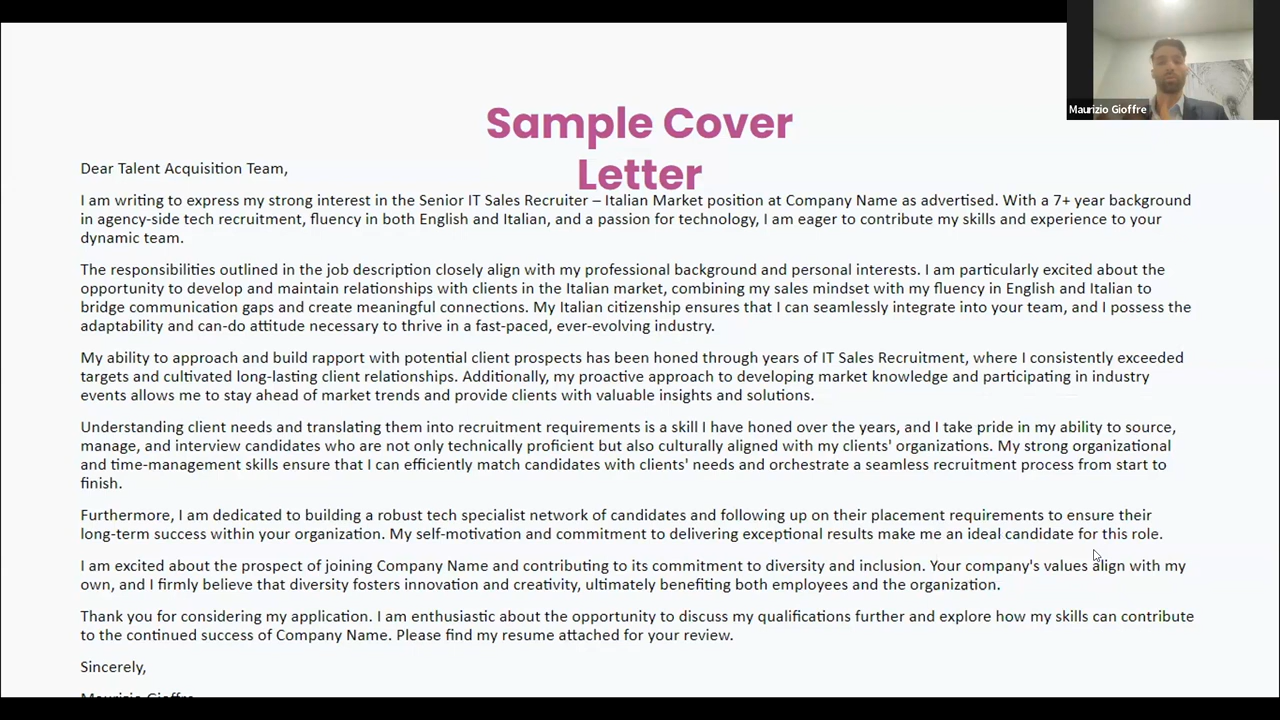 Maurizio Gioffre
Sample Cover
Letter
Dear Talent Acquisition Team,
I am writing to express my strong interest in the Senior IT Sales Recruiter – Italian Market position at Company Name as advertised. With a 7+ year background
in agency-side tech recruitment, fluency in both English and Italian, and a passion for technology, I am eager to contribute my skills and experience to your
dynamic team.
The responsibilities outlined in the job description closely align with my professional background and personal interests. I am particularly excited about the
opportunity to develop and maintain relationships with clients in the Italian market, combining my sales mindset with my fluency in English and Italian to
bridge communication gaps and create meaningful connections. My Italian citizenship ensures that I can seamlessly integrate into your team, and I possess the
adaptability and can-do attitude necessary to thrive in a fast-paced, ever-evolving industry.
My ability to approach and build rapport with potential client prospects has been honed through years of IT Sales Recruitment, where I consistently exceeded
targets and cultivated long-lasting client relationships. Additionally, my proactive approach to developing market knowledge and participating in industry
events allows me to stay ahead of market trends and provide clients with valuable insights and solutions.
Understanding client needs and translating them into recruitment requirements is a skill I have honed over the years, and I take pride in my ability to source,
manage, and interview candidates who are not only technically proficient but also culturally aligned with my clients' organizations. My strong organizational
and time-management skills ensure that I can efficiently match candidates with clients' needs and orchestrate a seamless recruitment process from start to
finish.
Furthermore, I am dedicated to building a robust tech specialist network of candidates and following up on their placement requirements to ensure their
long-term success within your organization. My self-motivation and commitment to delivering exceptional results make me an ideal candidate for this role.
I am excited about the prospect of joining Company Name and contributing to its commitment to diversity and inclusion. Your company's values align with my
own, and I firmly believe that diversity fosters innovation and creativity, ultimately benefiting both employees and the organization.
Thank you for considering my application. I am enthusiastic about the opportunity to discuss my qualifications further and explore how my skills can contribute
to the continued success of Company Name. Please find my resume attached for your review.
Sincerely,
Maurizio Gioffre